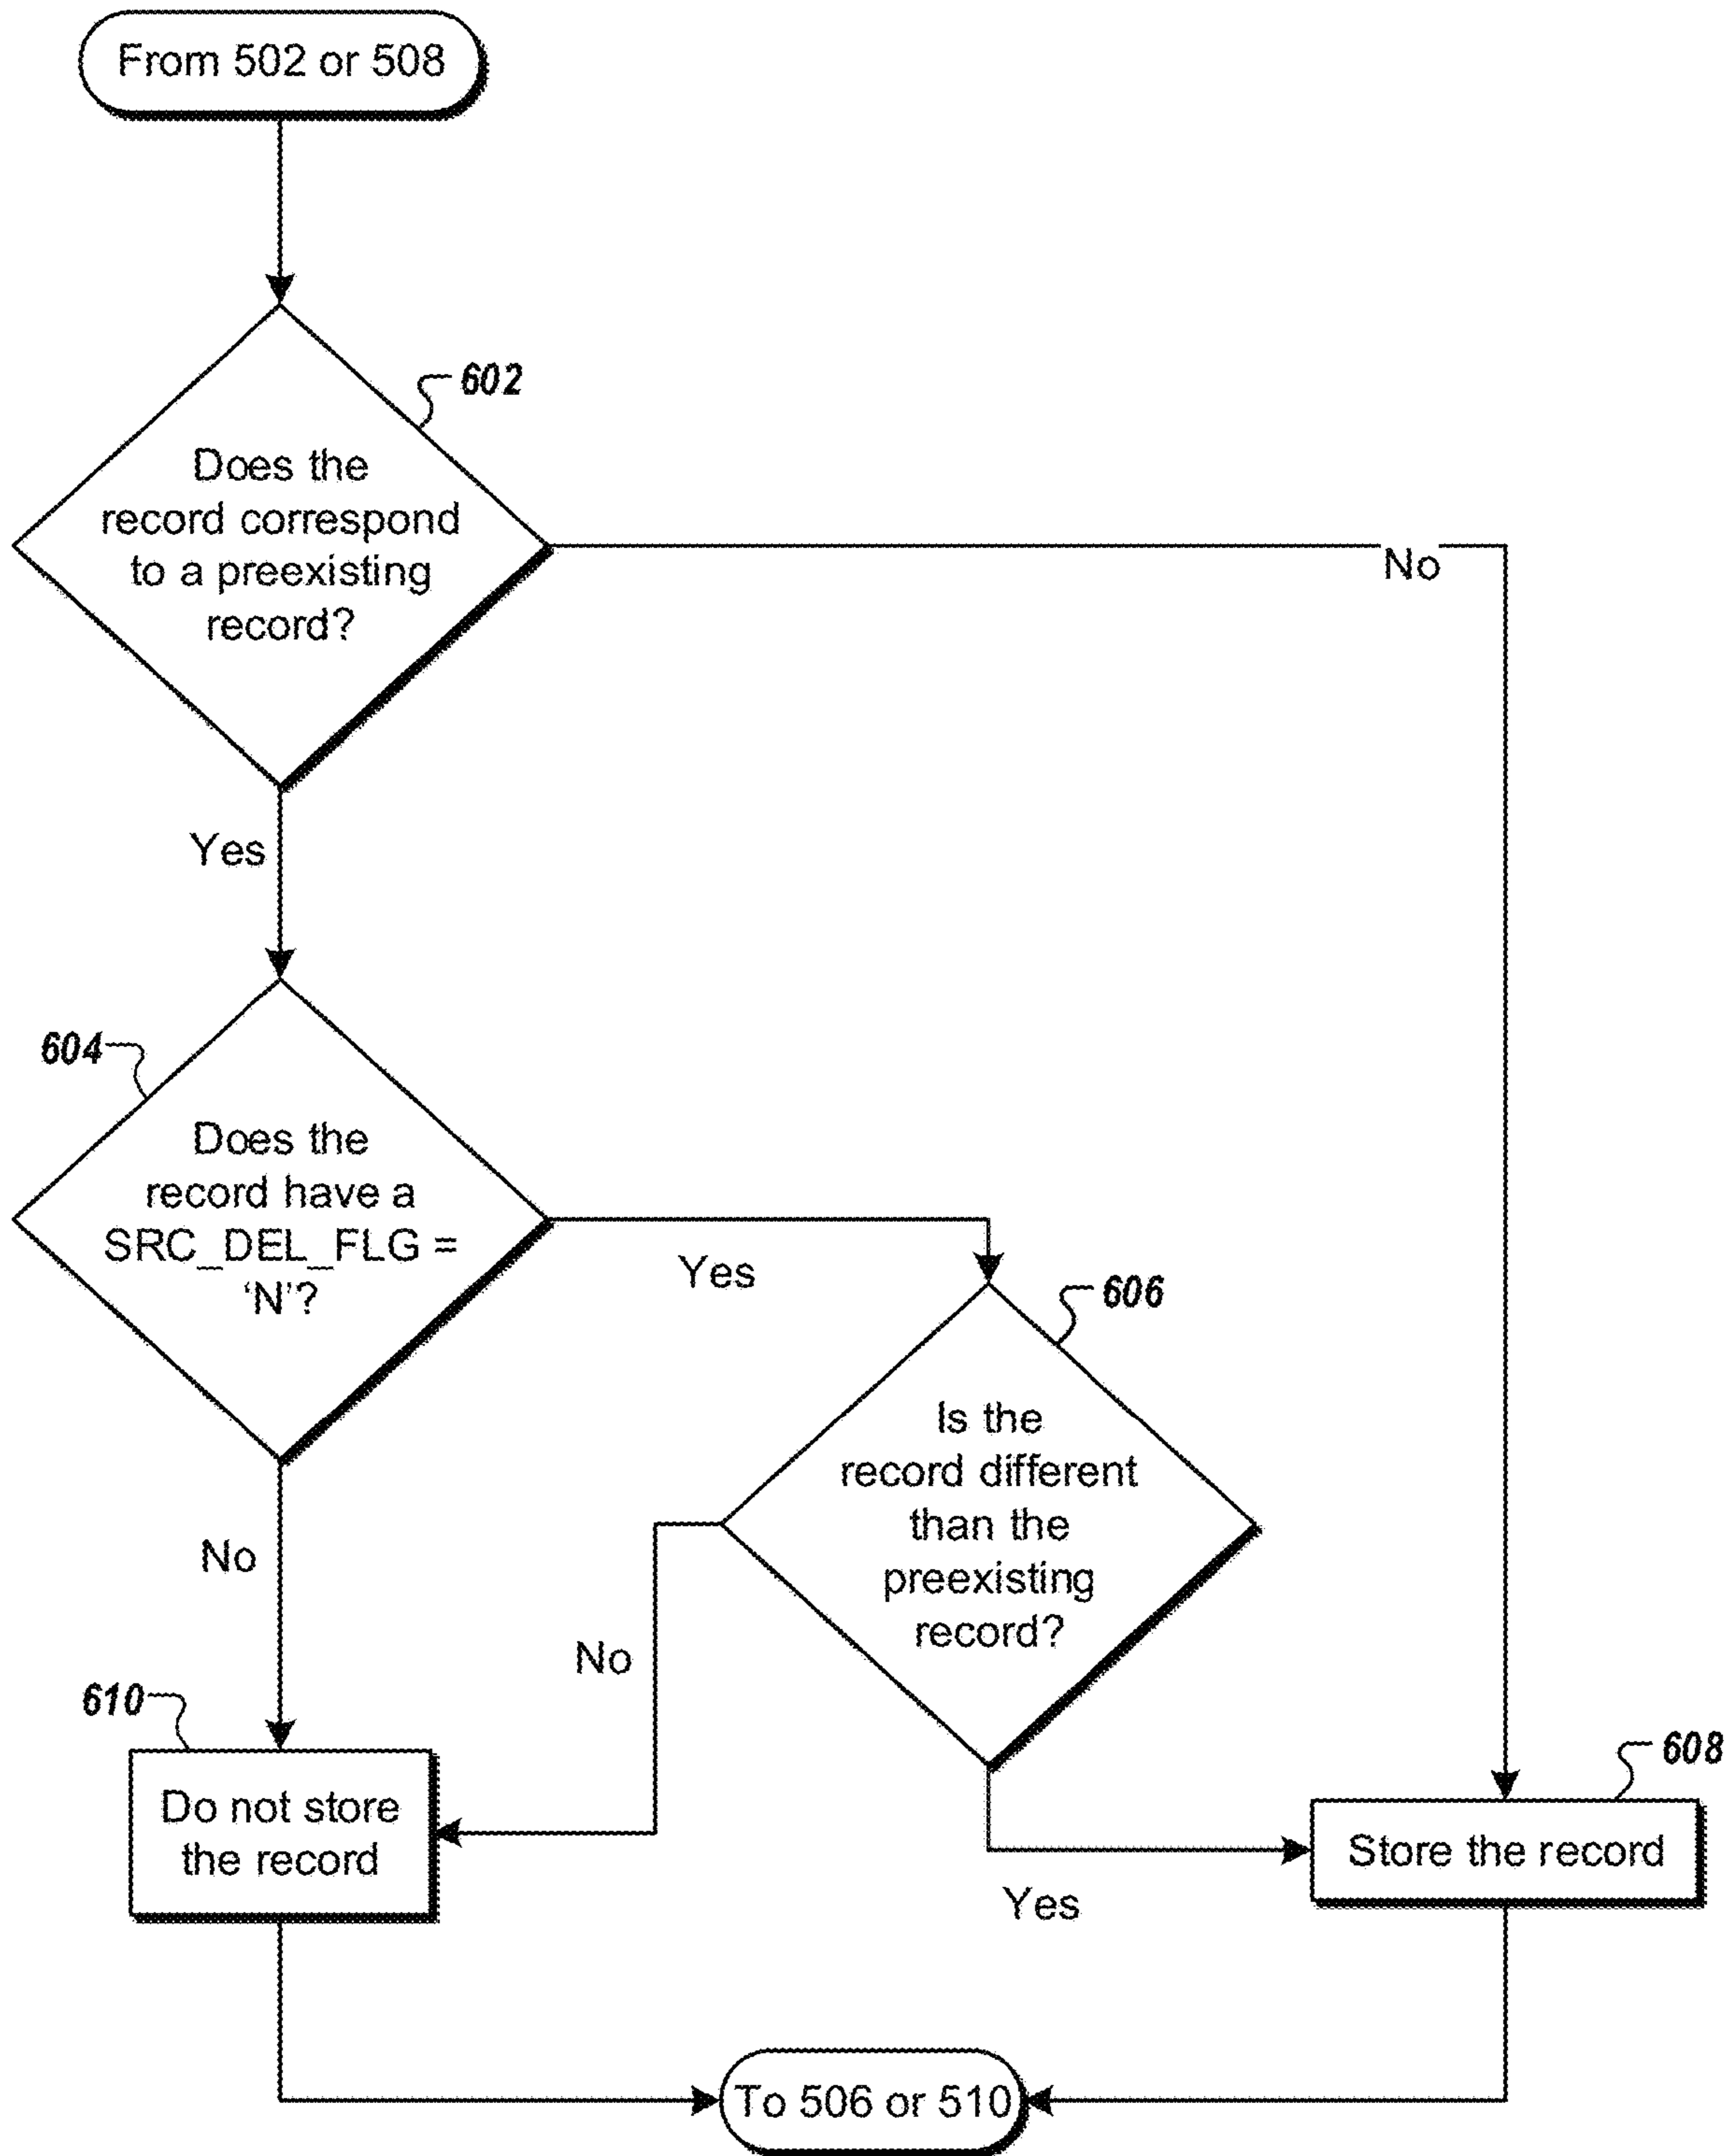 From 502 or 508
602
Does the
record correspond
to a preexisting
record?
No
Yes
604
Does the
record have a
SRC_DEL_FLG =
‘N’?
Yes
606
Is the
record different
than the
preexisting
record?
No
No
610
Do not store
the record
608
Store the record
Yes
To 506 or 510